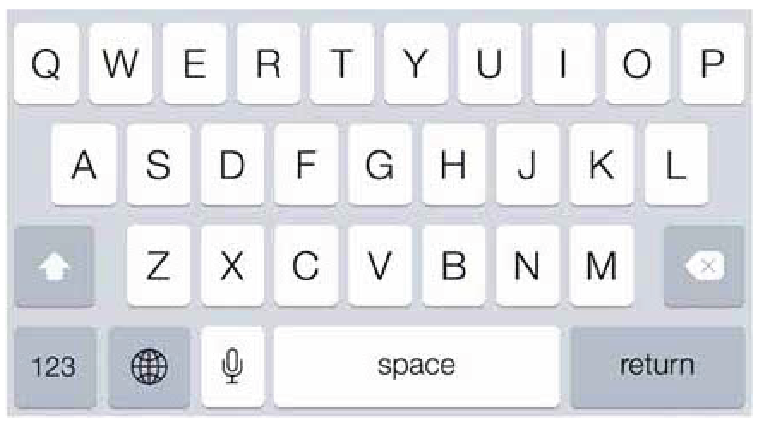 Q W E R T Y U I O P
A S D F G H J K L
Z X C V B N M
123 space return